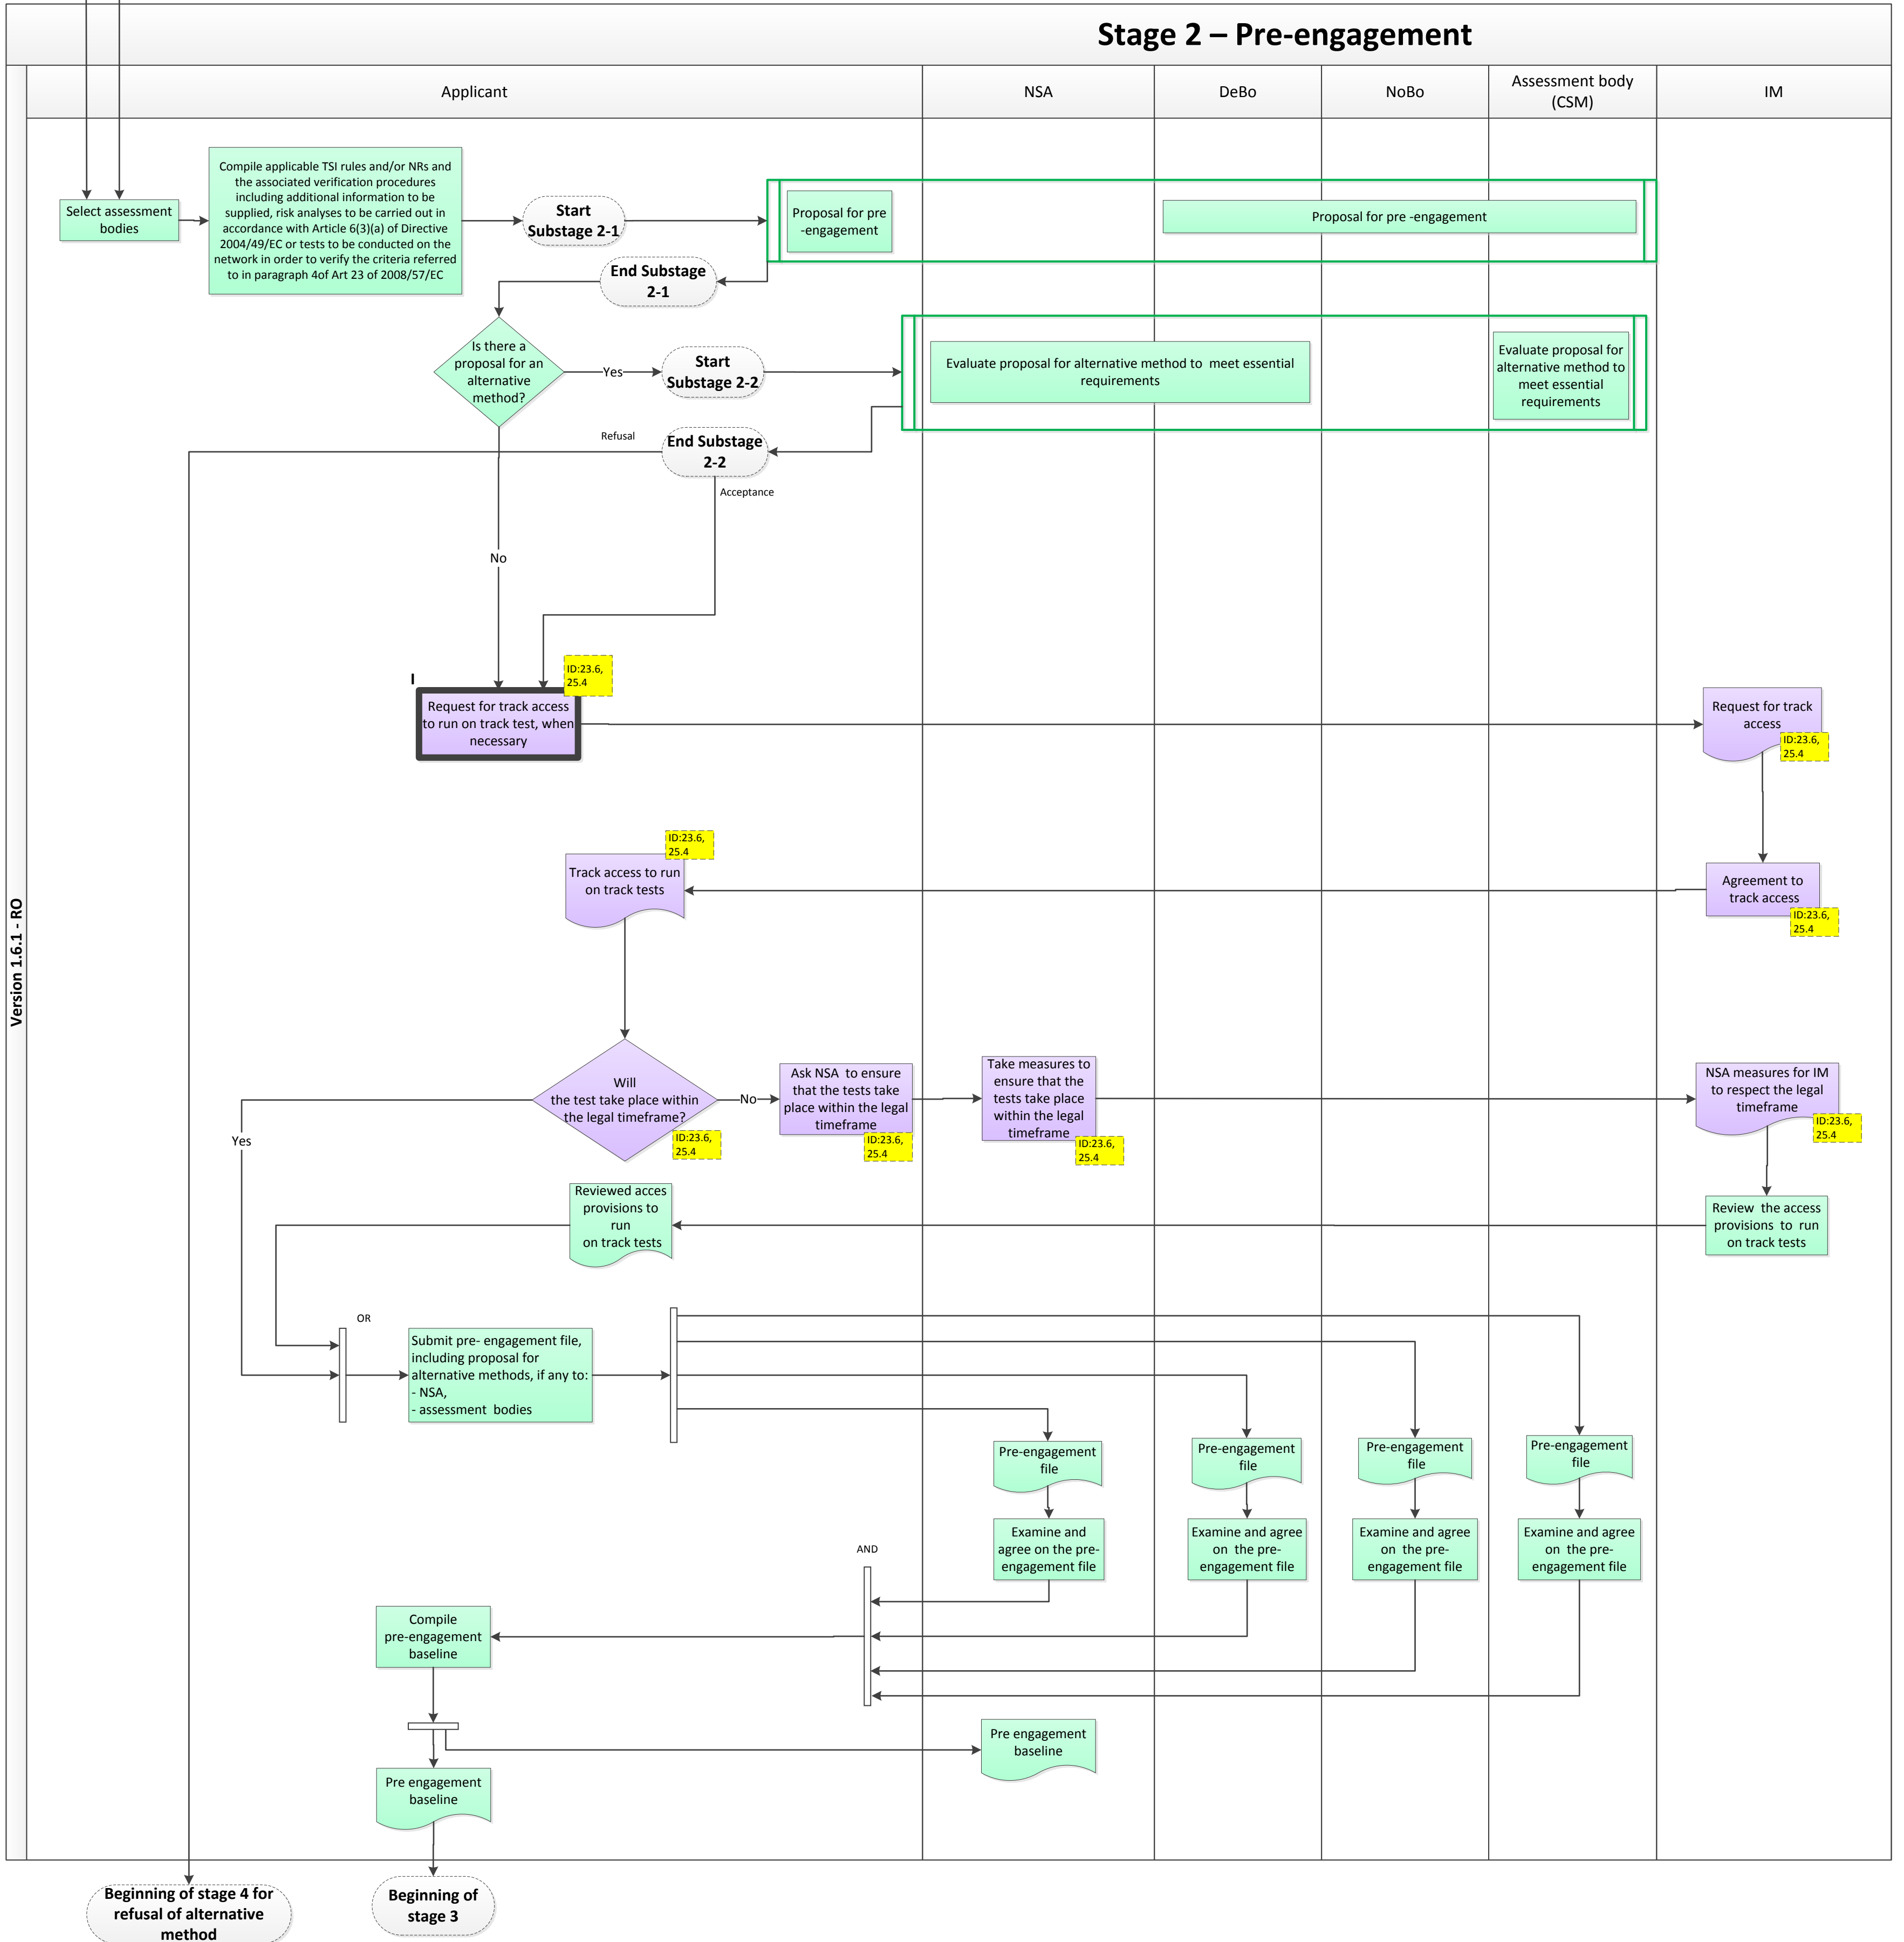 Stage 2 – Pre-engagement
Applicant
NSA
DeBo
NoBo
Assessment body
(CSM)
IM
Version 1.6.1 - RO
Select assessment
bodies
Compile applicable TSI rules and/or NRs and
the associated verification procedures
including additional information to be
supplied, risk analyses to be carried out in
accordance with Article 6(3)(a) of Directive
2004/49/EC or tests to be conducted on the
network in order to verify the criteria referred
to in paragraph 4of Art 23 of 2008/57/EC
Start
Substage 2-1
Proposal for pre
-engagement
Proposal for pre -engagement
End Substage
2-1
Is there a
proposal for an
alternative
method?
Yes
Start
Substage 2-2
Evaluate proposal for alternative method to  meet essential
requirements
Evaluate proposal for
alternative method to
meet essential
requirements
Refusal
End Substage
2-2
Acceptance
No
I
ID:23.6,
25.4
Request for track access
to run on track test, when
necessary
Request for track
access
ID:23.6,
25.4
ID:23.6,
25.4
Track access to run
on track tests
Agreement to
track access
ID:23.6,
25.4
Will
the test take place within
the legal timeframe?
ID:23.6,
25.4
No
Ask NSA  to ensure
that the tests take
place within the legal
timeframe
ID:23.6,
25.4
Take measures to
ensure that the
tests take place
within the legal
timeframe
ID:23.6,
25.4
NSA measures for IM
to respect the legal
timeframe
ID:23.6,
25.4
Yes
Reviewed acces
provisions to
run
on track tests
Review  the access
provisions  to  run
on track tests
OR
Submit pre- engagement file,
including proposal for
alternative methods, if any to:
- NSA,
- assessment  bodies
Pre-engagement
file
Pre-engagement
file
Pre-engagement
file
Pre-engagement
file
Examine and
agree on the pre-
engagement file
Examine and agree
on  the pre-
engagement file
Examine and agree
on  the pre-
engagement file
Examine and agree
on  the pre-
engagement file
AND
Compile
pre-engagement
baseline
Pre engagement
baseline
Pre engagement
baseline
Beginning of stage 4 for
refusal of alternative
method
Beginning of
stage 3